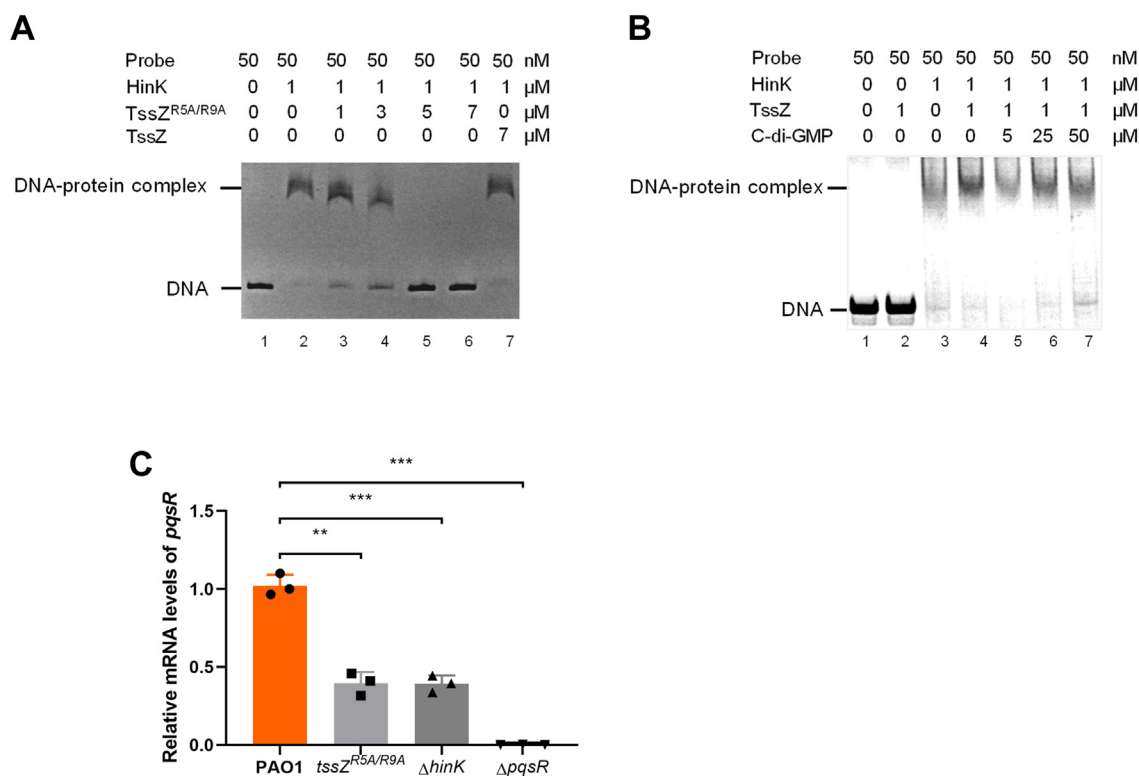 A
Probe 50 50 50 50 50 50 50 nM
HinK 0 1 1 1 1 1 1 μM
TssZR5A/R9A 0 0 1 3 5 7 0 μM
TssZ 0 0 0 0 0 0 7 μM
DNA-protein complex
DNA
1 2 3 4 5 6 7
B
Probe 50 50 50 50 50 50 50 nM
HinK 0 0 1 1 1 1 1 μM
TssZ 0 1 0 1 1 1 1 μM
C-di-GMP 0 0 0 0 5 25 50 μM
DNA-protein complex
DNA
1 2 3 4 5 6 7
C
Relative mRNA levels of pqsR
***
***
**
1.5
1.0
0.5
0.0
PAO1 tssZR5A/R9A ΔhinK ΔpqsR